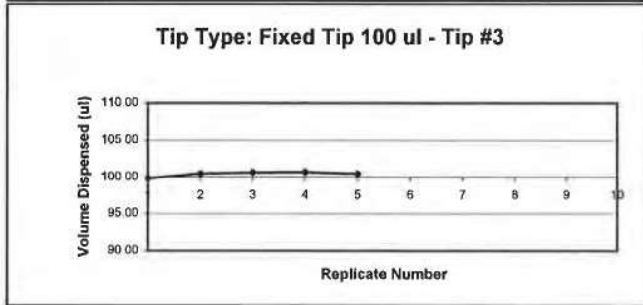 Tip Type: Fixed Tip 100 ul - Tip #3
Volume Dispensed (ul)
110 00
105 00
100 00
95 00
90 00
2 3 4 5 6 7 8 9 10
Replicate Number